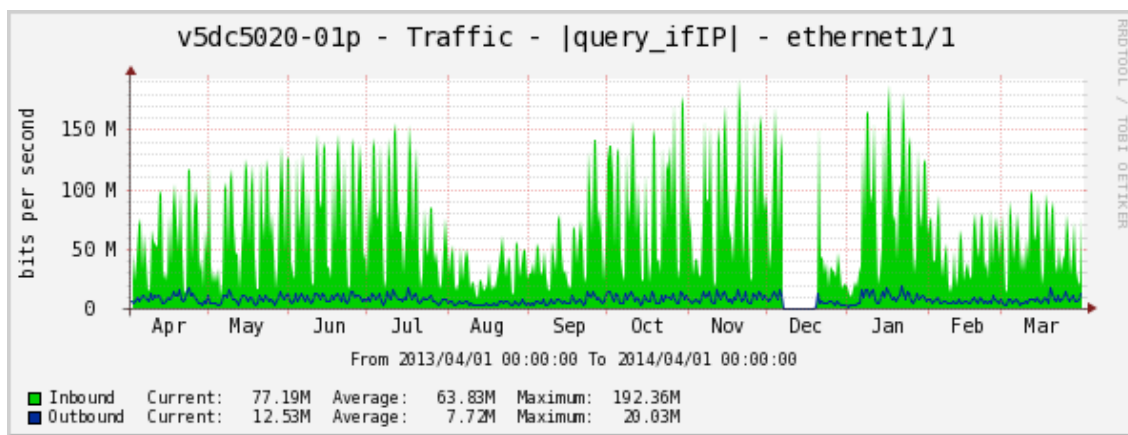 v5dc5020-01p - Traffic - |query_ifIP| - ethernet1/1
RRDTOOL / TOBI OETIKER
bits per second
150 M
100 M
50 M
0
Apr May Jun Jul Aug Sep Oct Nov Dec Jan Feb Mar
From 2013/04/01 00:00:00 To 2014/04/01 00:00:00
Inbound Current: 77.19M Average: 63.83M Maximum: 192.36M
Outbound Current: 12.53M Average: 7.72M Maximum: 20.03M